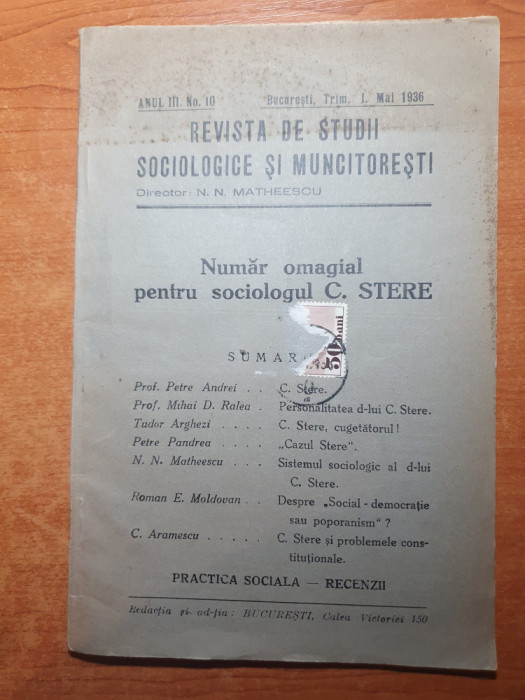 ANUL III. No. 10 București, Trim. I. Mai 1936
REVISTA DE STUDII
SOCIOLOGICE ȘI MUNCITOREȘTI
Director: N. N. MATHEESCU
Număr omagial
pentru sociologul C. STERE
50 bani
SUMAR
Prof. Petre Andrei . . C. Stere.
Prof. Mihai D. Ralea . Personalitatea d-lui C. Stere.
Tudor Arghezi . . . . C. Stere, cugetătorul!
Petre Pandrea . . . . „Cazul Stere".
N. N. Matheescu . . . Sistemul sociologic al d-lui
C. Stere.
Roman E. Moldovan . . Despre „Social - democrație
sau poporanism" ?
C. Aramescu . . . . . C. Stere și problemele cons-
tituționale.
PRACTICA SOCIALA — RECENZII
Redacția și ad-ția: BUCUREȘTI, Calea Victoriei 150